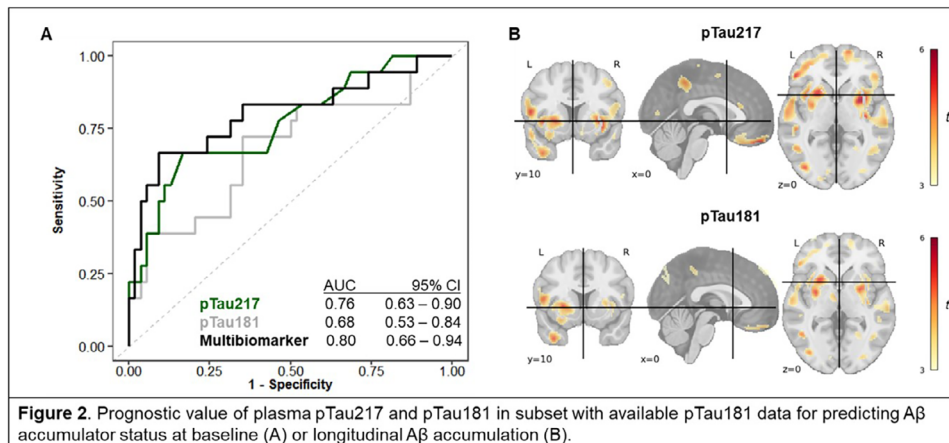 A
B
pTau217
1.00
0.75
0.50
0.25
0.00
Sensitivity
0.00 0.25 0.50 0.75 1.00
1 - Specificity
AUC 95% CI
pTau217 0.76 0.63 – 0.90
pTau181 0.68 0.53 – 0.84
Multibiomarker 0.80 0.66 – 0.94
L R L R
6
t
3
y=10 x=0 z=0
pTau181
L R L R
6
t
3
y=10 x=0 z=0
Figure 2. Prognostic value of plasma pTau217 and pTau181 in subset with available pTau181 data for predicting Aβ
accumulator status at baseline (A) or longitudinal Aβ accumulation (B).